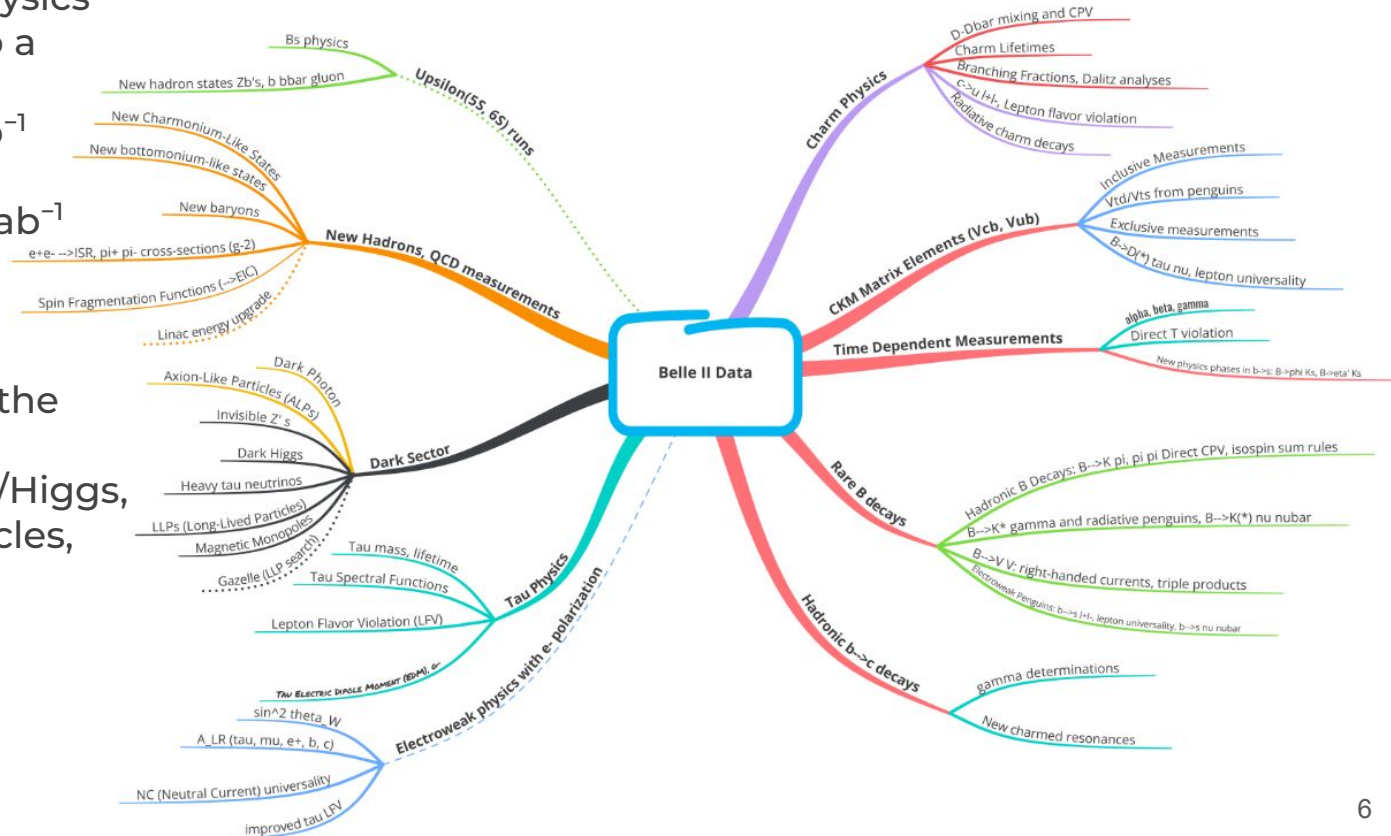 ysics
o a
b⁻¹
ab⁻¹
the
/Higgs,
cles,
Belle II Data
Upsilon(5S, 6S) runs
Bs physics
New hadron states Zb's, b bbar gluon
New Hadrons, QCD measurements
New Charmonium-Like States
New bottomonium-like states
New baryons
e+e- -->ISR, pi+ pi- cross-sections (g-2)
Spin Fragmentation Functions (-->EIC)
Linac energy upgrade
Dark Sector
Dark Photon
Axion-Like Particles (ALPs)
Invisible Z' s
Dark Higgs
Heavy tau neutrinos
LLPs (Long-Lived Particles)
Magnetic Monopoles
Gazelle (LLP search)
Tau Physics
Tau mass, lifetime
Tau Spectral Functions
Lepton Flavor Violation (LFV)
Tau Electric Dipole Moment (EDM),
Electroweak physics with e- polarization
sin^2 theta_W
A_LR (tau, mu, e+, b, c)
NC (Neutral Current) universality
improved tau LFV
Charm Physics
D-Dbar mixing and CPV
Charm Lifetimes
Branching Fractions, Dalitz analyses
c->u l+l-, Lepton flavor violation
Radiative charm decays
CKM Matrix Elements (Vcb, Vub)
Inclusive Measurements
Vtd/Vts from penguins
Exclusive measurements
B->D(*) tau nu, lepton universality
Time Dependent Measurements
alpha, beta, gamma
Direct T violation
New physics phases in b->s: B->phi Ks, B->eta' Ks
Rare B decays
Hadronic B Decays; B-->K pi, pi pi Direct CPV, isospin sum rules
B-->K* gamma and radiative penguins, B-->K(*) nu nubar
B-->V V: right-handed currents, triple products
Electroweak Penguins: b-->s l+l-, lepton universality, b-->s nu nubar
Hadronic b-->c decays
gamma determinations
New charmed resonances
6